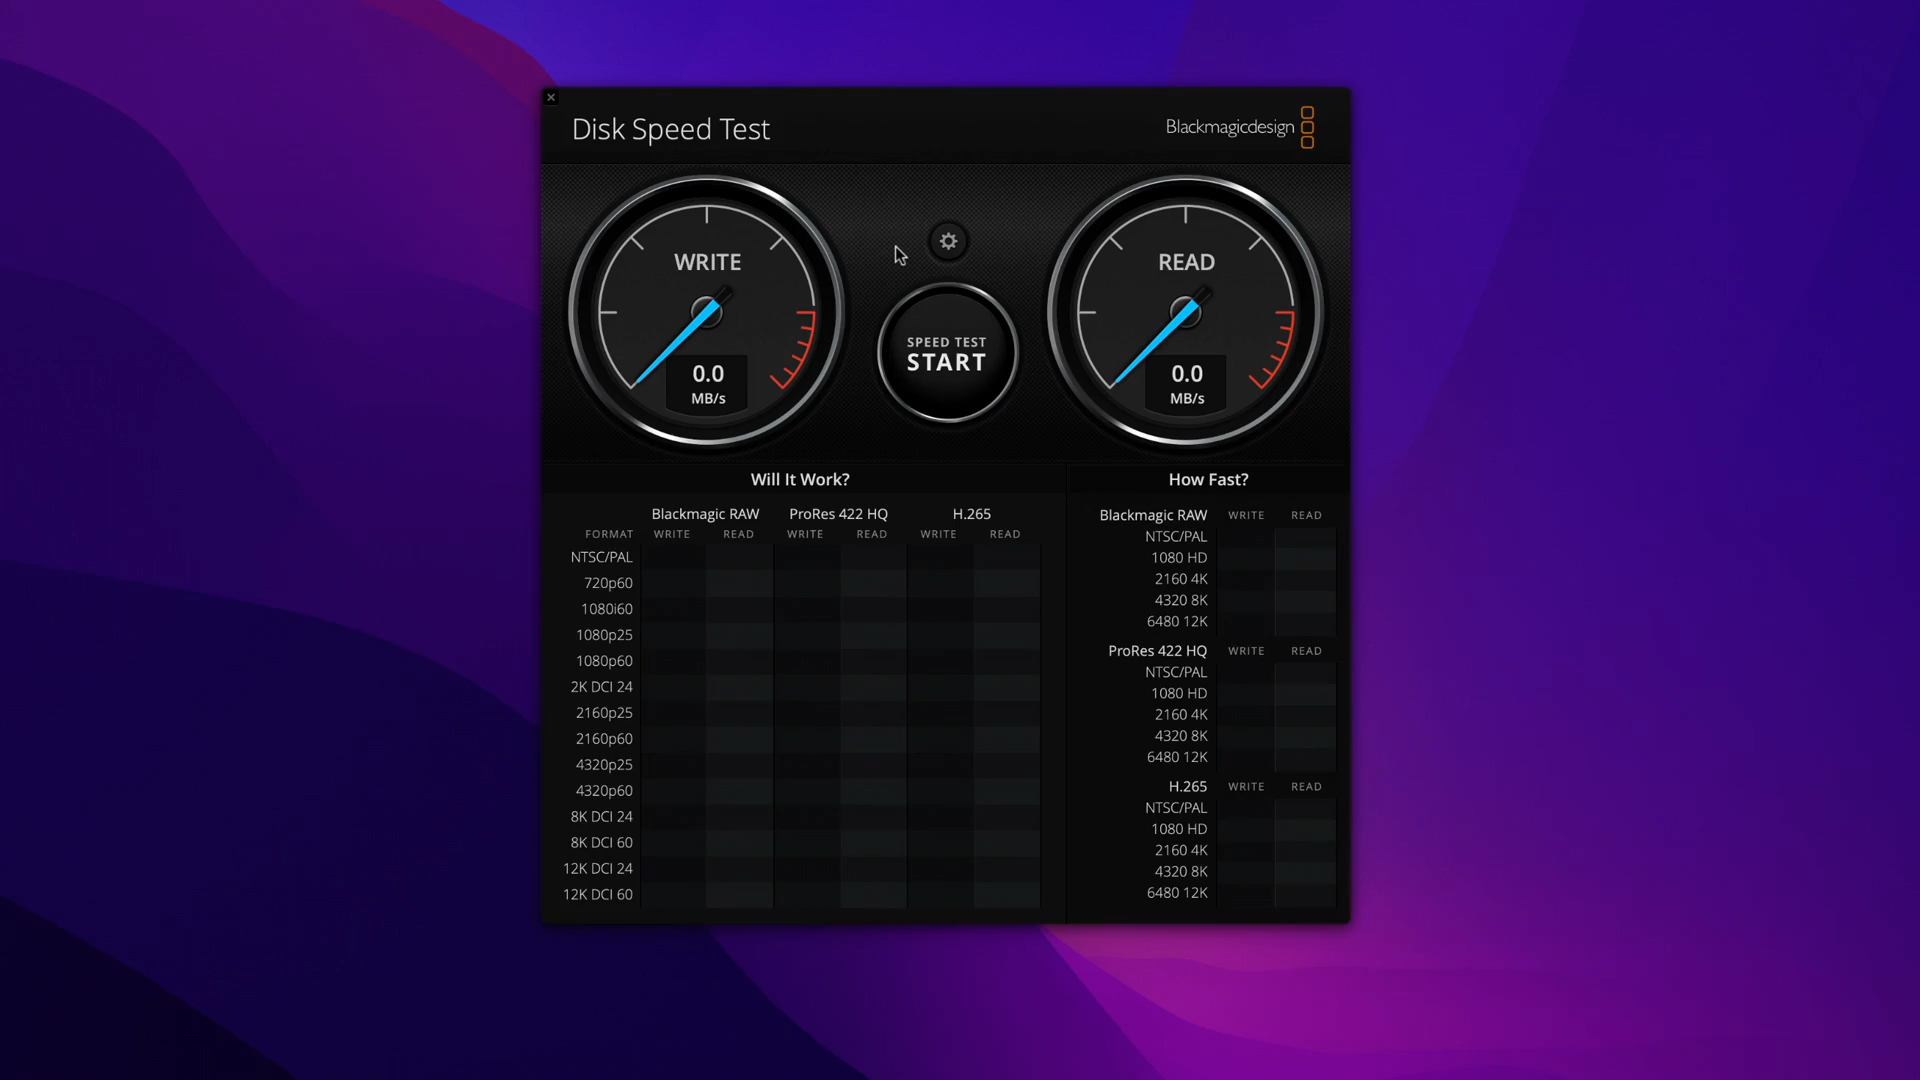 Disk Speed Test
Blackmagicdesign
WRITE
0.0
MB/s
SPEED TEST
START
READ
0.0
MB/s
Will It Work?
Blackmagic RAW ProRes 422 HQ H.265
FORMAT WRITE READ WRITE READ WRITE READ
NTSC/PAL
720p60
1080i60
1080p25
1080p60
2K DCI 24
2160p25
2160p60
4320p25
4320p60
8K DCI 24
8K DCI 60
12K DCI 24
12K DCI 60
How Fast?
Blackmagic RAW WRITE READ
NTSC/PAL
1080 HD
2160 4K
4320 8K
6480 12K
ProRes 422 HQ WRITE READ
NTSC/PAL
1080 HD
2160 4K
4320 8K
6480 12K
H.265 WRITE READ
NTSC/PAL
1080 HD
2160 4K
4320 8K
6480 12K